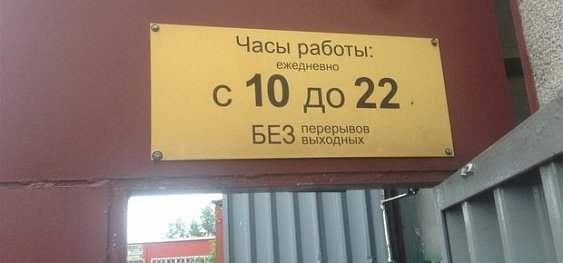 Часы работы:
ежедневно
с 10 до 22
БЕЗ перерывов
выходных